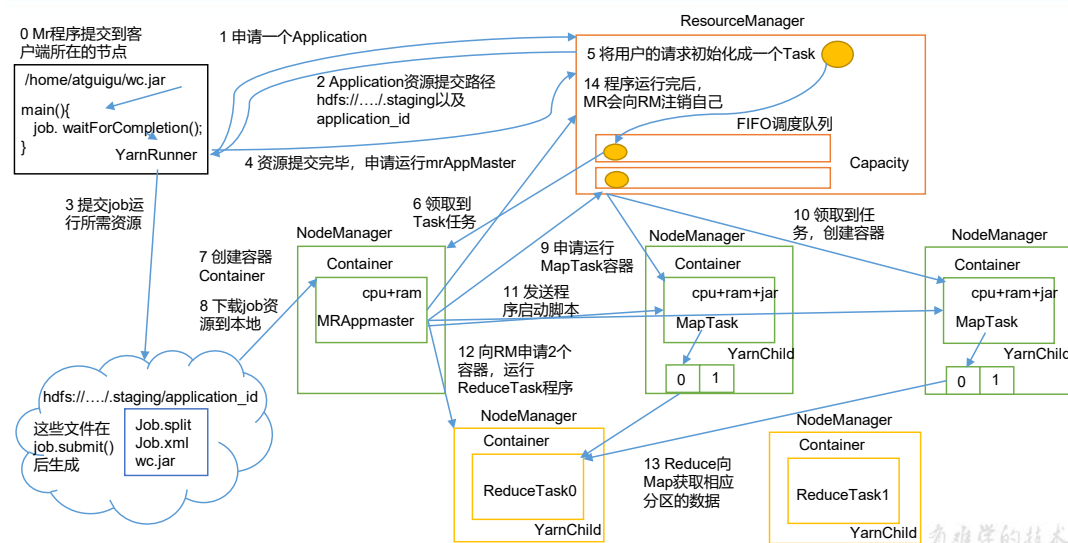 0 Mr程序提交到客
户端所在的节点
/home/atguigu/wc.jar
main(){
job. waitForCompletion();
}
YarnRunner
1 申请一个Application
2 Application资源提交路径
hdfs://…./.staging以及
application_id
4 资源提交完毕，申请运行mrAppMaster
ResourceManager
5 将用户的请求初始化成一个Task
14 程序运行完后，
MR会向RM注销自己
FIFO调度队列
Capacity
3 提交job运
行所需资源
6 领取到
Task任务
7 创建容器
Container
8 下载job资
源到本地
NodeManager
Container
cpu+ram
MRAppmaster
9 申请运行
MapTask容器
11 发送程
序启动脚本
NodeManager
Container
cpu+ram+jar
MapTask
YarnChild
0
1
10 领取到任
务，创建容器
NodeManager
Container
cpu+ram+jar
MapTask
YarnChild
0
1
12 向RM申请2个
容器，运行
ReduceTask程序
hdfs://…./.staging/application_id
这些文件在
job.submit()
后生成
Job.split
Job.xml
wc.jar
NodeManager
Container
ReduceTask0
YarnChild
13 Reduce向
Map获取相应
分区的数据
NodeManager
Container
ReduceTask1
YarnChild
有难学的技术